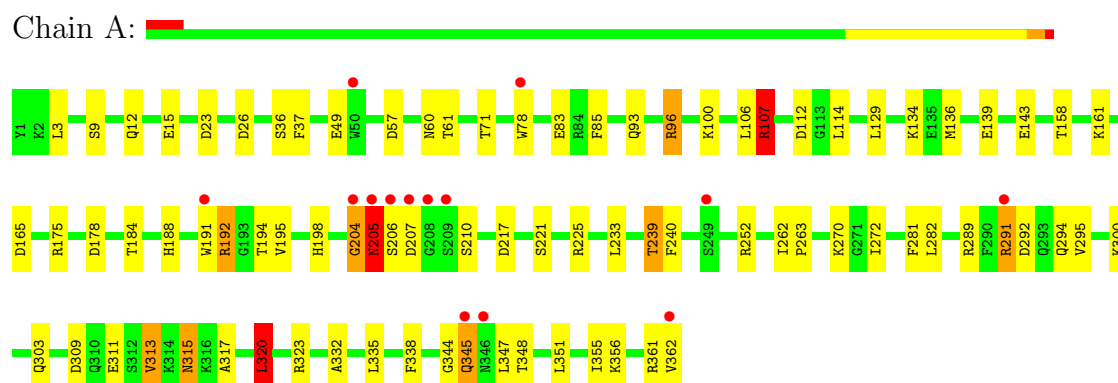 Chain A:
Y1 K2 L3 S9 Q12 E15 D23 D26 S36 F37 E49 W50 D57 N60 T61 T71 W78 E83 R84 F85 Q93 R96 K100 L106 R107 D112 G113 L114 L129 K134 E135 M136 E139 E143 T158 K161
D165 R175 D178 T184 H188 W191 R192 G193 T194 V195 H198 G204 N205 S206 D207 G208 S209 S210 D217 S221 R225 L233 T239 F240 S249 R252 I262 P263 K270 G271 I272 F281 L282 R289 F290 R291 D292 Q293 Q294 V295 K300
Q303 D309 Q310 E311 S312 V313 K314 N315 K316 A317 L320 R323 A332 L335 F338 G344 Q345 N346 L347 T348 L351 I355 K356 R361 V362